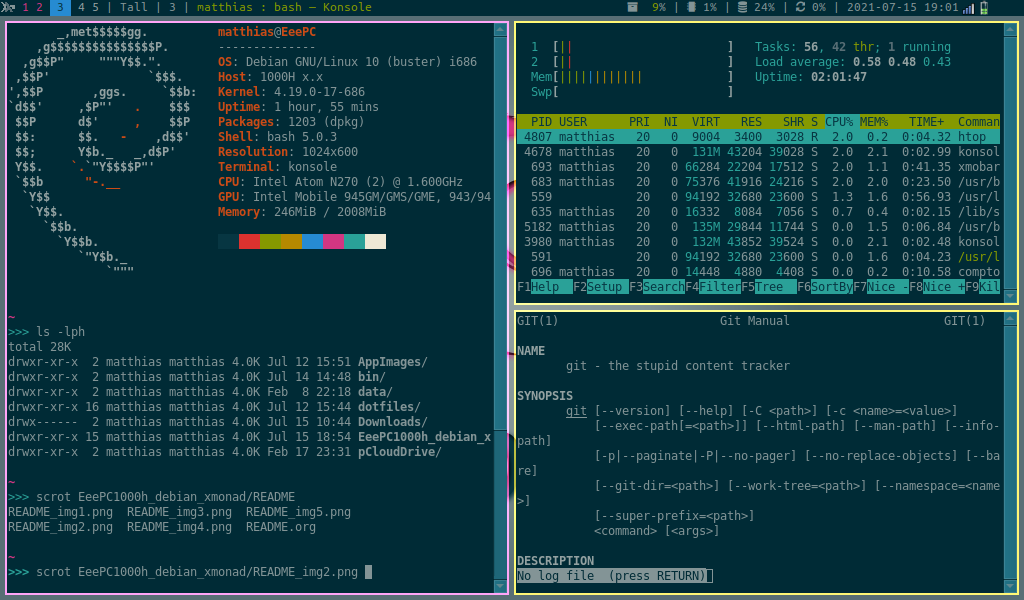 1 2 3 4 5 | Tall | 3 | matthias : bash — Konsole 9% | 1% | 24% | 0% | 2021-07-15 19:01
_,met$$$$$gg.
,g$$$$$$$$$$$$$$$P.
,g$$P"     """Y$$.".
,$$P'              `$$$.
',$$P       ,ggs.     `$$b:
`d$$'     ,$P"'   .    $$$
$$P      d$'     ,    $$P
$$:      $$.   -    ,d$$'
$$;      Y$b._   _,d$P'
Y$$.    `.`"Y$$$$P"'
`$$b      "-.__
`Y$$
`Y$$.
`$$b.
`Y$$b.
`"Y$b._
`"""
matthias@EeePC
--------------
OS: Debian GNU/Linux 10 (buster) i686
Host: 1000H x.x
Kernel: 4.19.0-17-686
Uptime: 1 hour, 55 mins
Packages: 1203 (dpkg)
Shell: bash 5.0.3
Resolution: 1024x600
Terminal: konsole
CPU: Intel Atom N270 (2) @ 1.600GHz
GPU: Intel Mobile 945GM/GMS/GME, 943/94
Memory: 246MiB / 2008MiB
~
>>> ls -lph
total 28K
drwxr-xr-x  2 matthias matthias 4.0K Jul 12 15:51 AppImages/
drwxr-xr-x  2 matthias matthias 4.0K Jul 14 14:48 bin/
drwxr-xr-x  2 matthias matthias 4.0K Feb  8 22:18 data/
drwxr-xr-x 16 matthias matthias 4.0K Jul 12 15:44 dotfiles/
drwx------  2 matthias matthias 4.0K Jul 15 10:44 Downloads/
drwxr-xr-x 15 matthias matthias 4.0K Jul 15 18:54 EeePC1000h_debian_x
drwxr-xr-x  2 matthias matthias 4.0K Feb 17 23:31 pCloudDrive/
~
>>> scrot EeePC1000h_debian_xmonad/README
README_img1.png  README_img3.png  README_img5.png
README_img2.png  README_img4.png  README.org
~
>>> scrot EeePC1000h_debian_xmonad/README_img2.png
1  [||                      ]   Tasks: 56, 42 thr; 1 running
2  [||                      ]   Load average: 0.58 0.48 0.43
Mem[||||||||||||            ]   Uptime: 02:01:47
Swp[                        ]
PID USER      PRI  NI  VIRT   RES   SHR S CPU% MEM%   TIME+  Comman
4807 matthias   20   0  9004  3400  3028 R  2.0  0.2  0:04.32 htop
4678 matthias   20   0  131M 43204 39028 S  2.0  2.1  0:02.99 konsol
693 matthias   20   0 66284 22204 17512 S  2.0  1.1  0:41.35 xmobar
683 matthias   20   0 75376 41916 24216 S  2.0  2.0  0:23.50 /usr/b
559            20   0 94192 32680 23600 S  1.3  1.6  0:56.93 /usr/l
635 matthias   20   0 16332  8084  7056 S  0.7  0.4  0:02.15 /lib/s
5182 matthias   20   0  135M 29844 11744 S  0.0  1.5  0:06.84 /usr/b
3980 matthias   20   0  132M 43852 39524 S  0.0  2.1  0:02.48 konsol
591            20   0 94192 32680 23600 S  0.0  1.6  0:04.23 /usr/l
696 matthias   20   0 14448  4880  4408 S  0.0  0.2  0:10.58 compto
F1Help  F2Setup F3SearchF4FilterF5Tree  F6SortByF7Nice -F8Nice +F9Kil
GIT(1)                       Git Manual                      GIT(1)
NAME
git - the stupid content tracker
SYNOPSIS
git [--version] [--help] [-C <path>] [-c <name>=<value>]
[--exec-path[=<path>]] [--html-path] [--man-path] [--info-
path]
[-p|--paginate|-P|--no-pager] [--no-replace-objects] [--ba
re]
[--git-dir=<path>] [--work-tree=<path>] [--namespace=<name
>]
[--super-prefix=<path>]
<command> [<args>]
DESCRIPTION
No log file  (press RETURN)